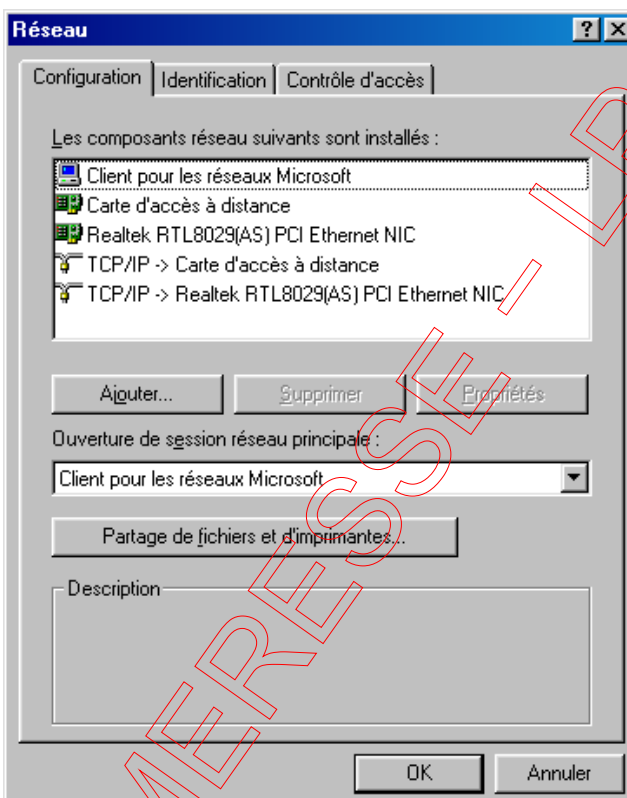 Réseau
Configuration Identification Contrôle d'accès
Les composants réseau suivants sont installés :
Client pour les réseaux Microsoft
Carte d'accès à distance
Realtek RTL8029(AS) PCI Ethernet NIC
TCP/IP -> Carte d'accès à distance
TCP/IP -> Realtek RTL8029(AS) PCI Ethernet NIC
Ajouter... Supprimer Propriétés
Ouverture de session réseau principale :
Client pour les réseaux Microsoft
Partage de fichiers et d'imprimantes...
Description
OK Annuler